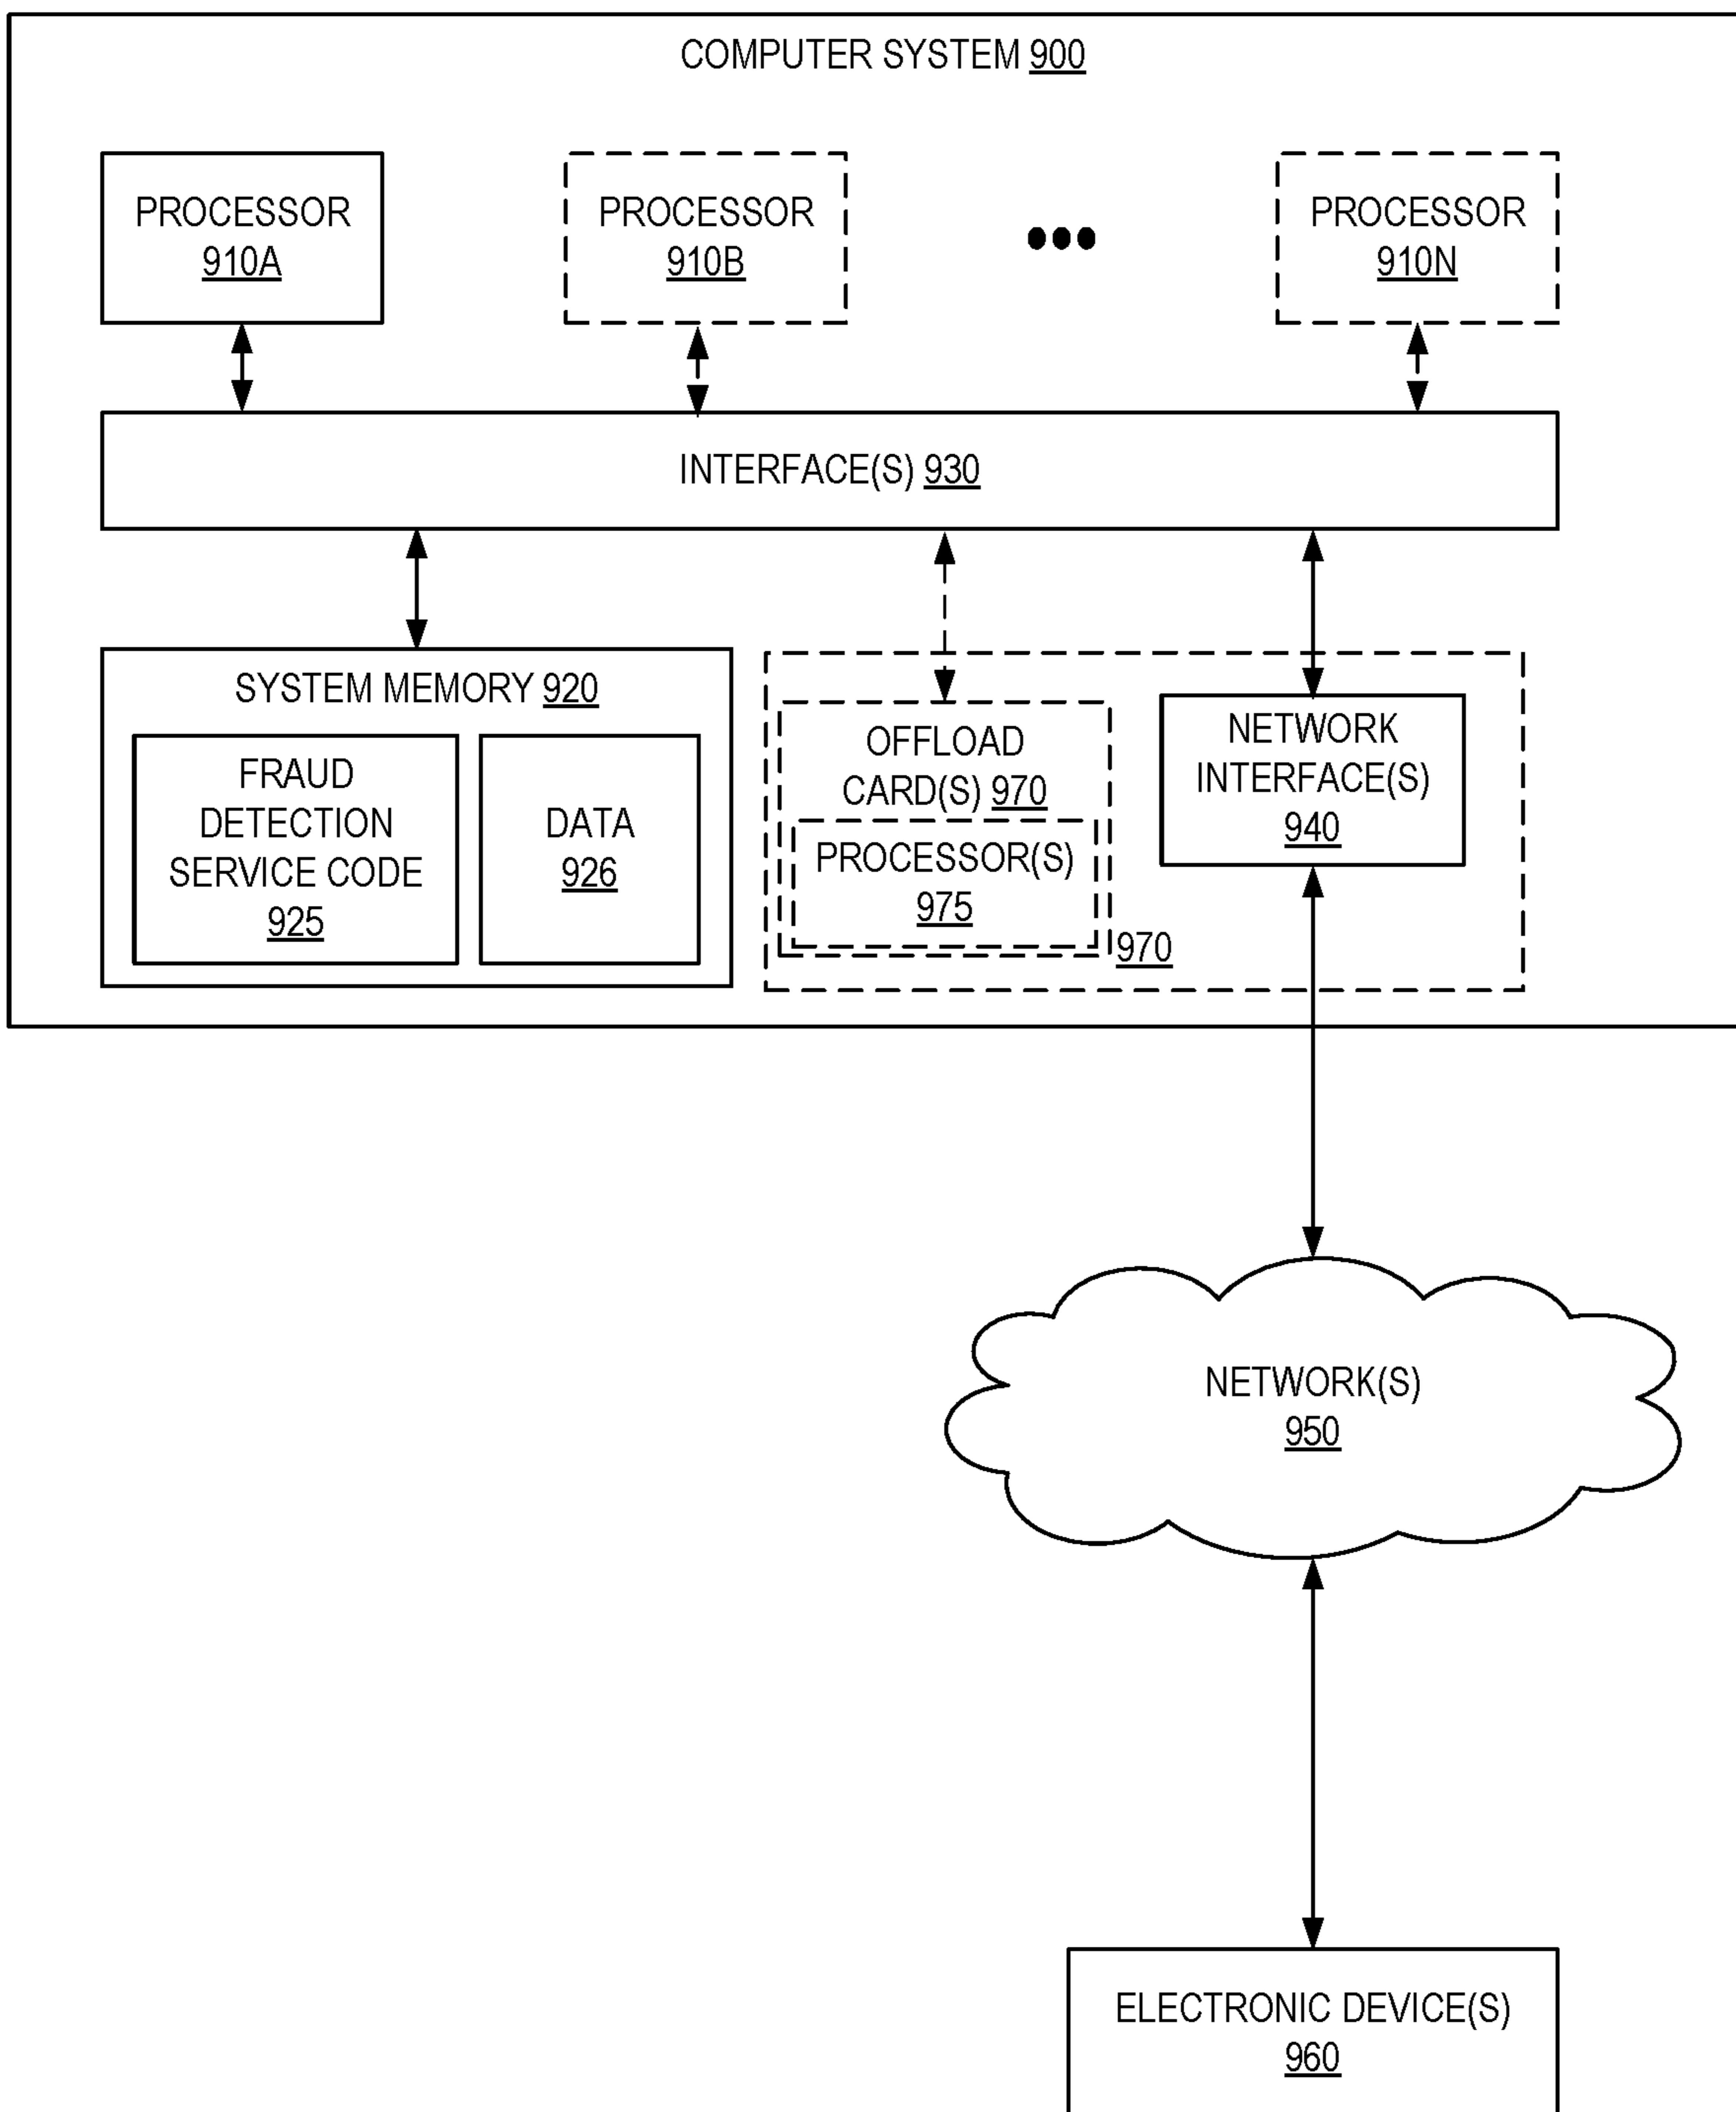 COMPUTER SYSTEM 900
PROCESSOR
910A
PROCESSOR
910B
PROCESSOR
910N
INTERFACE(S) 930
SYSTEM MEMORY 920
FRAUD
DETECTION
SERVICE CODE
925
DATA
926
OFFLOAD
CARD(S) 970
PROCESSOR(S)
975
970
NETWORK
INTERFACE(S)
940
NETWORK(S)
950
ELECTRONIC DEVICE(S)
960